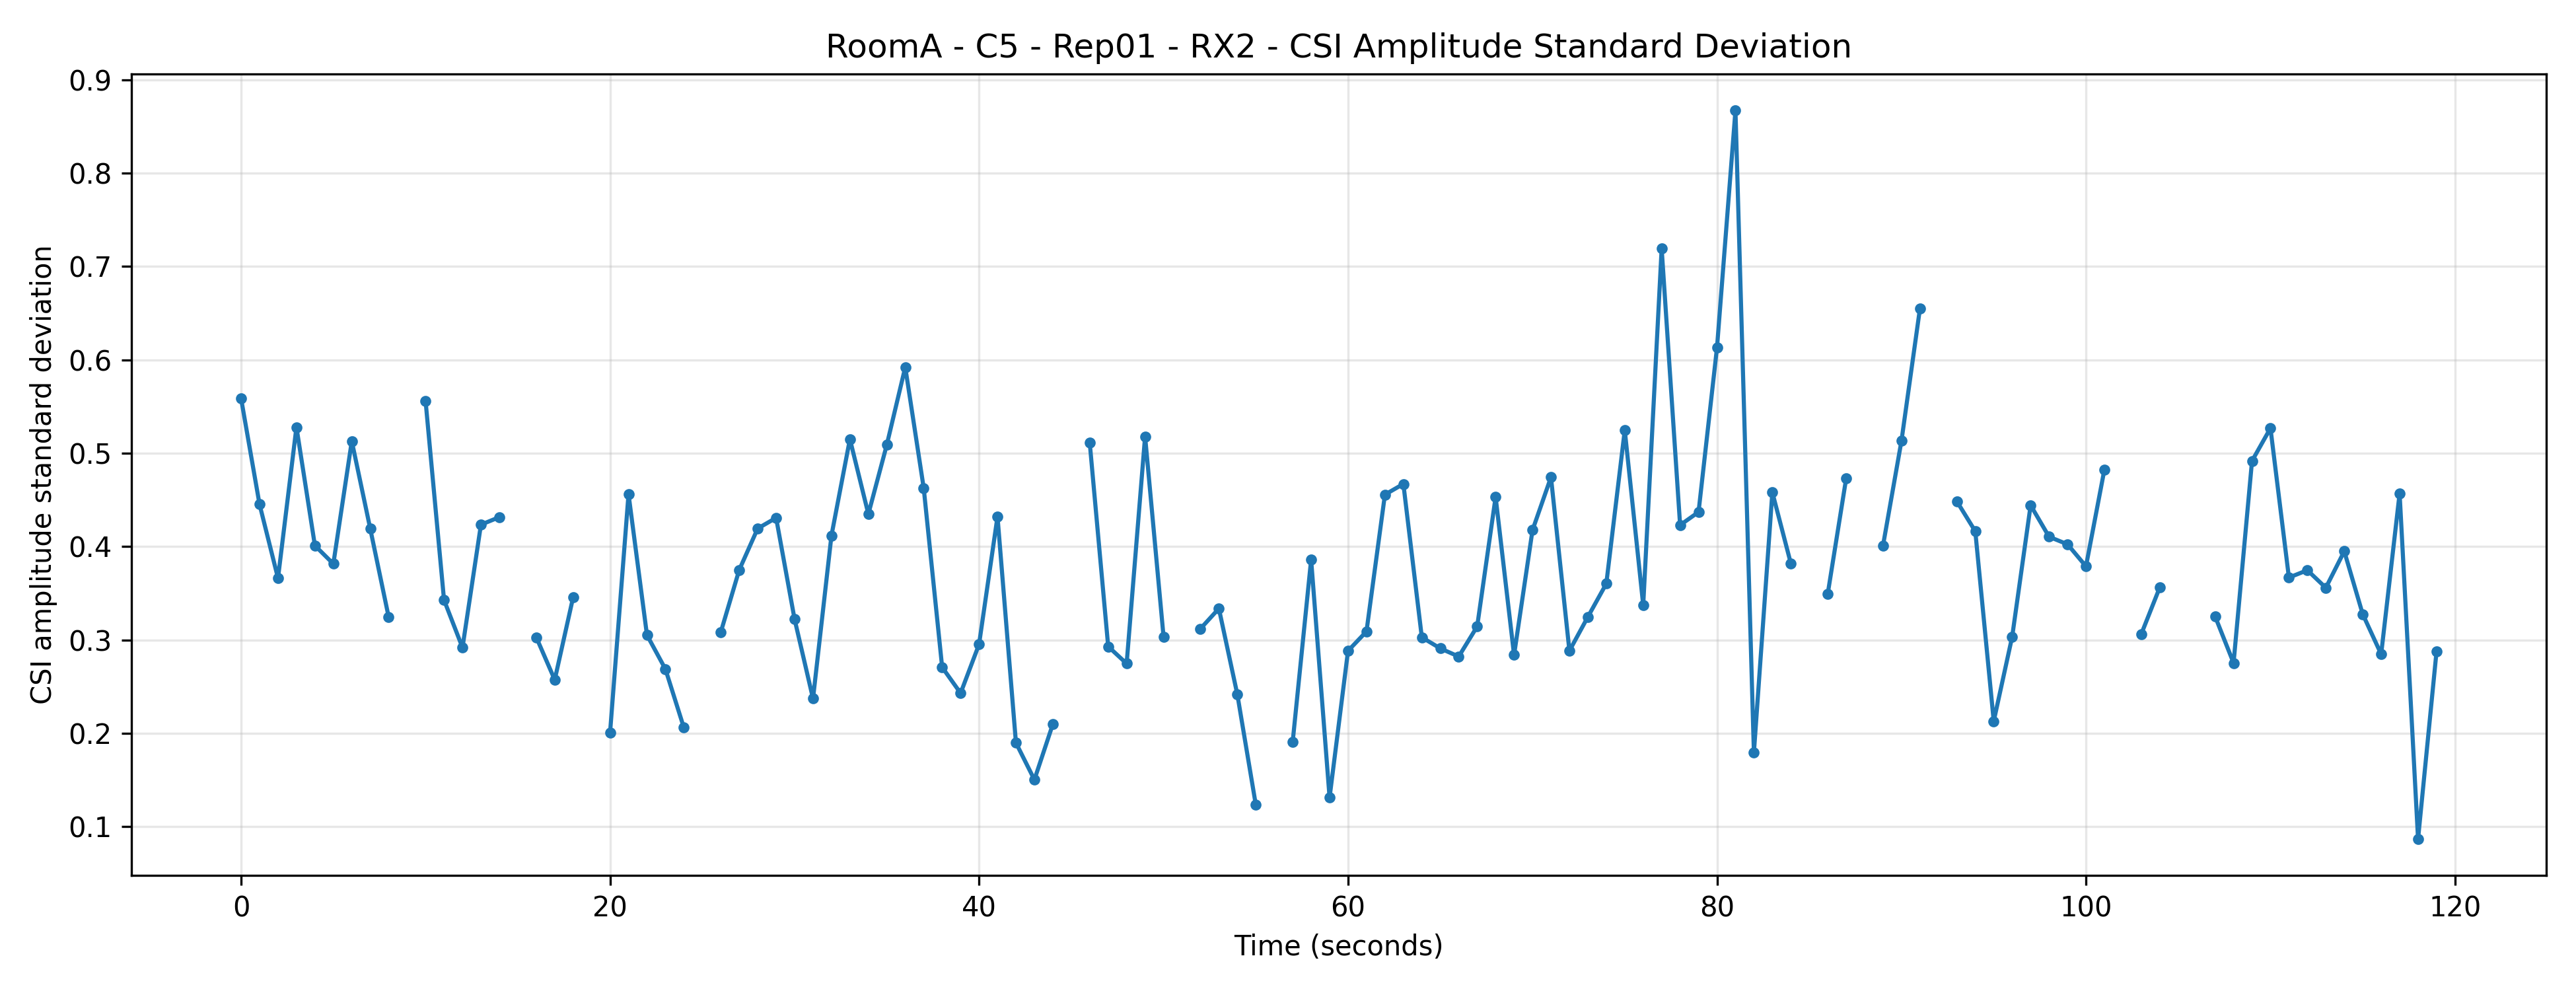 RoomA - C5 - Rep01 - RX2 - CSI Amplitude Standard Deviation
CSI amplitude standard deviation
0.9
0.8
0.7
0.6
0.5
0.4
0.3
0.2
0.1
0 20 40 60 80 100 120
Time (seconds)